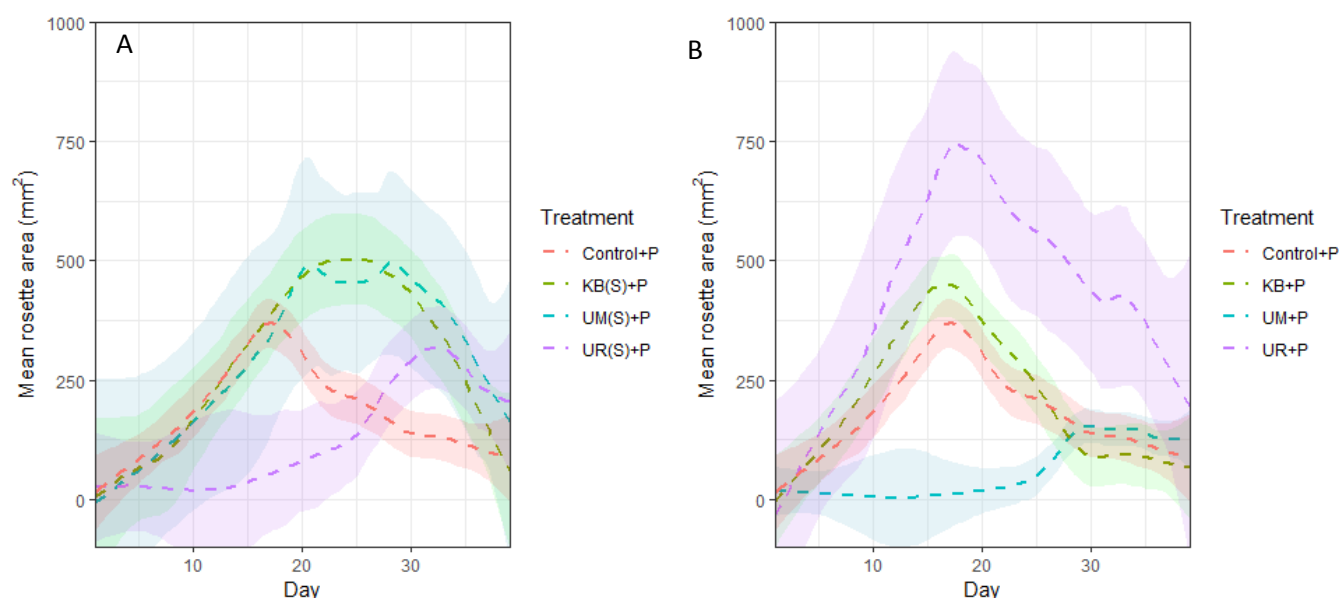 A
Mean rosette area (mm²)
1000
750
500
250
0
10
20
30
Day
Treatment
Control+P
KB(S)+P
UM(S)+P
UR(S)+P
B
Mean rosette area (mm²)
1000
750
500
250
0
10
20
30
Day
Treatment
Control+P
KB+P
UM+P
UR+P